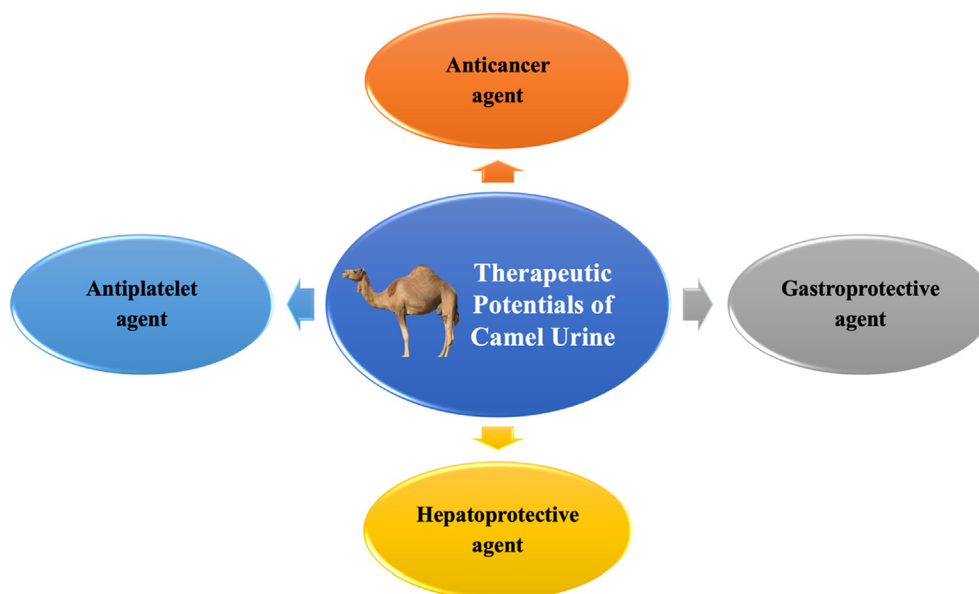 Anticancer
agent
Antiplatelet
agent
Therapeutic
Potentials of
Camel Urine
Gastroprotective
agent
Hepatoprotective
agent